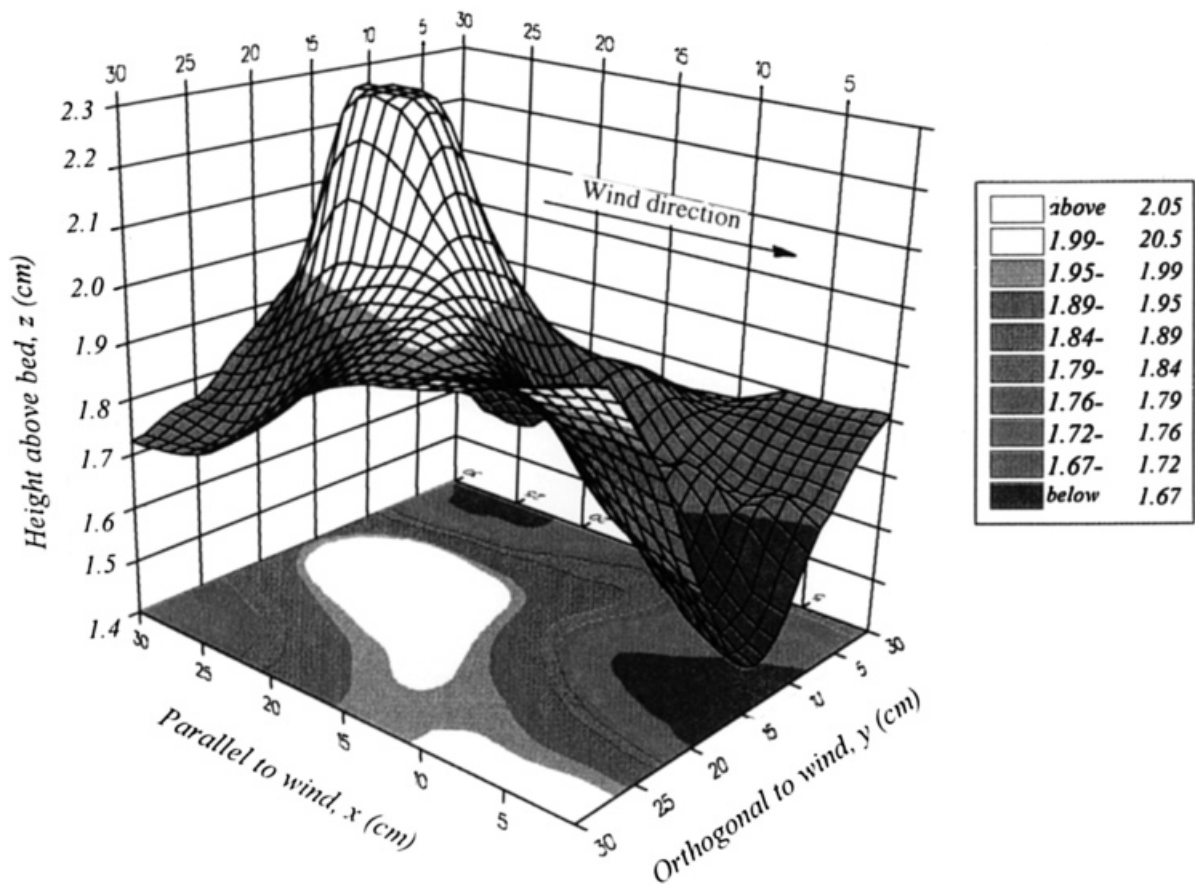 30 25 20 15 10 5 30 25 20 15 10 5
2.3
2.2
2.1
2.0
1.9
1.8
1.7
1.6
1.5
1.4
Height above bed, z (cm)
Wind direction
above 2.05
1.99- 20.5
1.95- 1.99
1.89- 1.95
1.84- 1.89
1.79- 1.84
1.76- 1.79
1.72- 1.76
1.67- 1.72
below 1.67
30 25 20 15 10 5
Parallel to wind, x (cm)
30 25 20 15 10 5 30
Orthogonal to wind, y (cm)